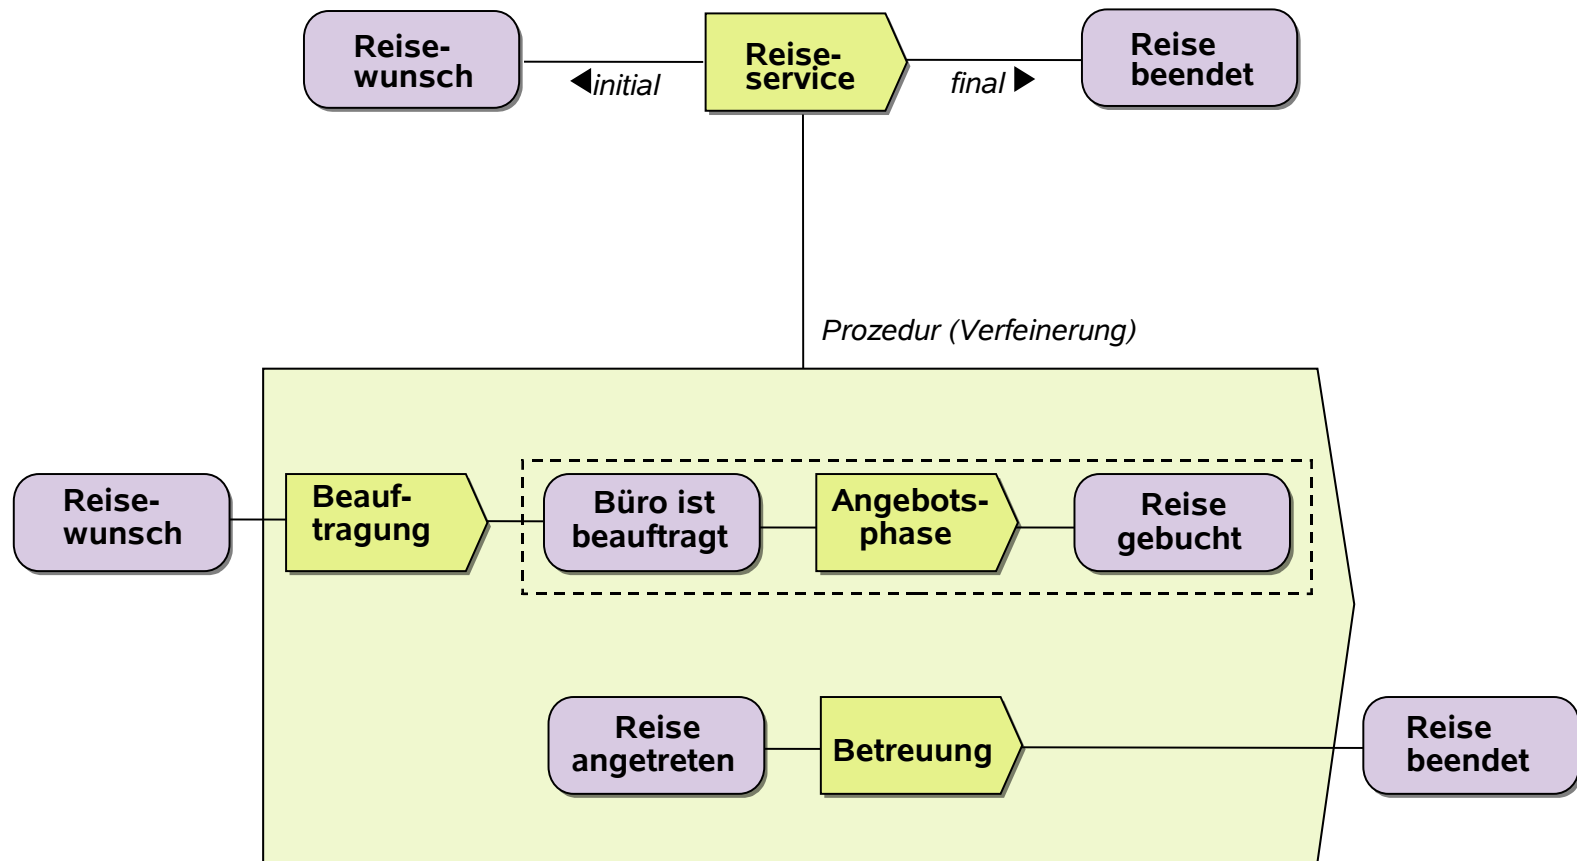 Reise-
wunsch
◀initial
Reise-
service
final ▶
Reise
beendet
Prozedur (Verfeinerung)
Reise-
wunsch
Beauf-
tragung
Büro ist
beauftragt
Angebots-
phase
Reise
gebucht
Reise
angetreten
Betreuung
Reise
beendet